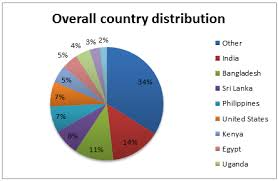 Overall country distribution
2%
3%
4%
5%
5%
7%
7%
8%
11%
14%
34%
Other
India
Bangladesh
Sri Lanka
Philippines
United States
Kenya
Egypt
Uganda